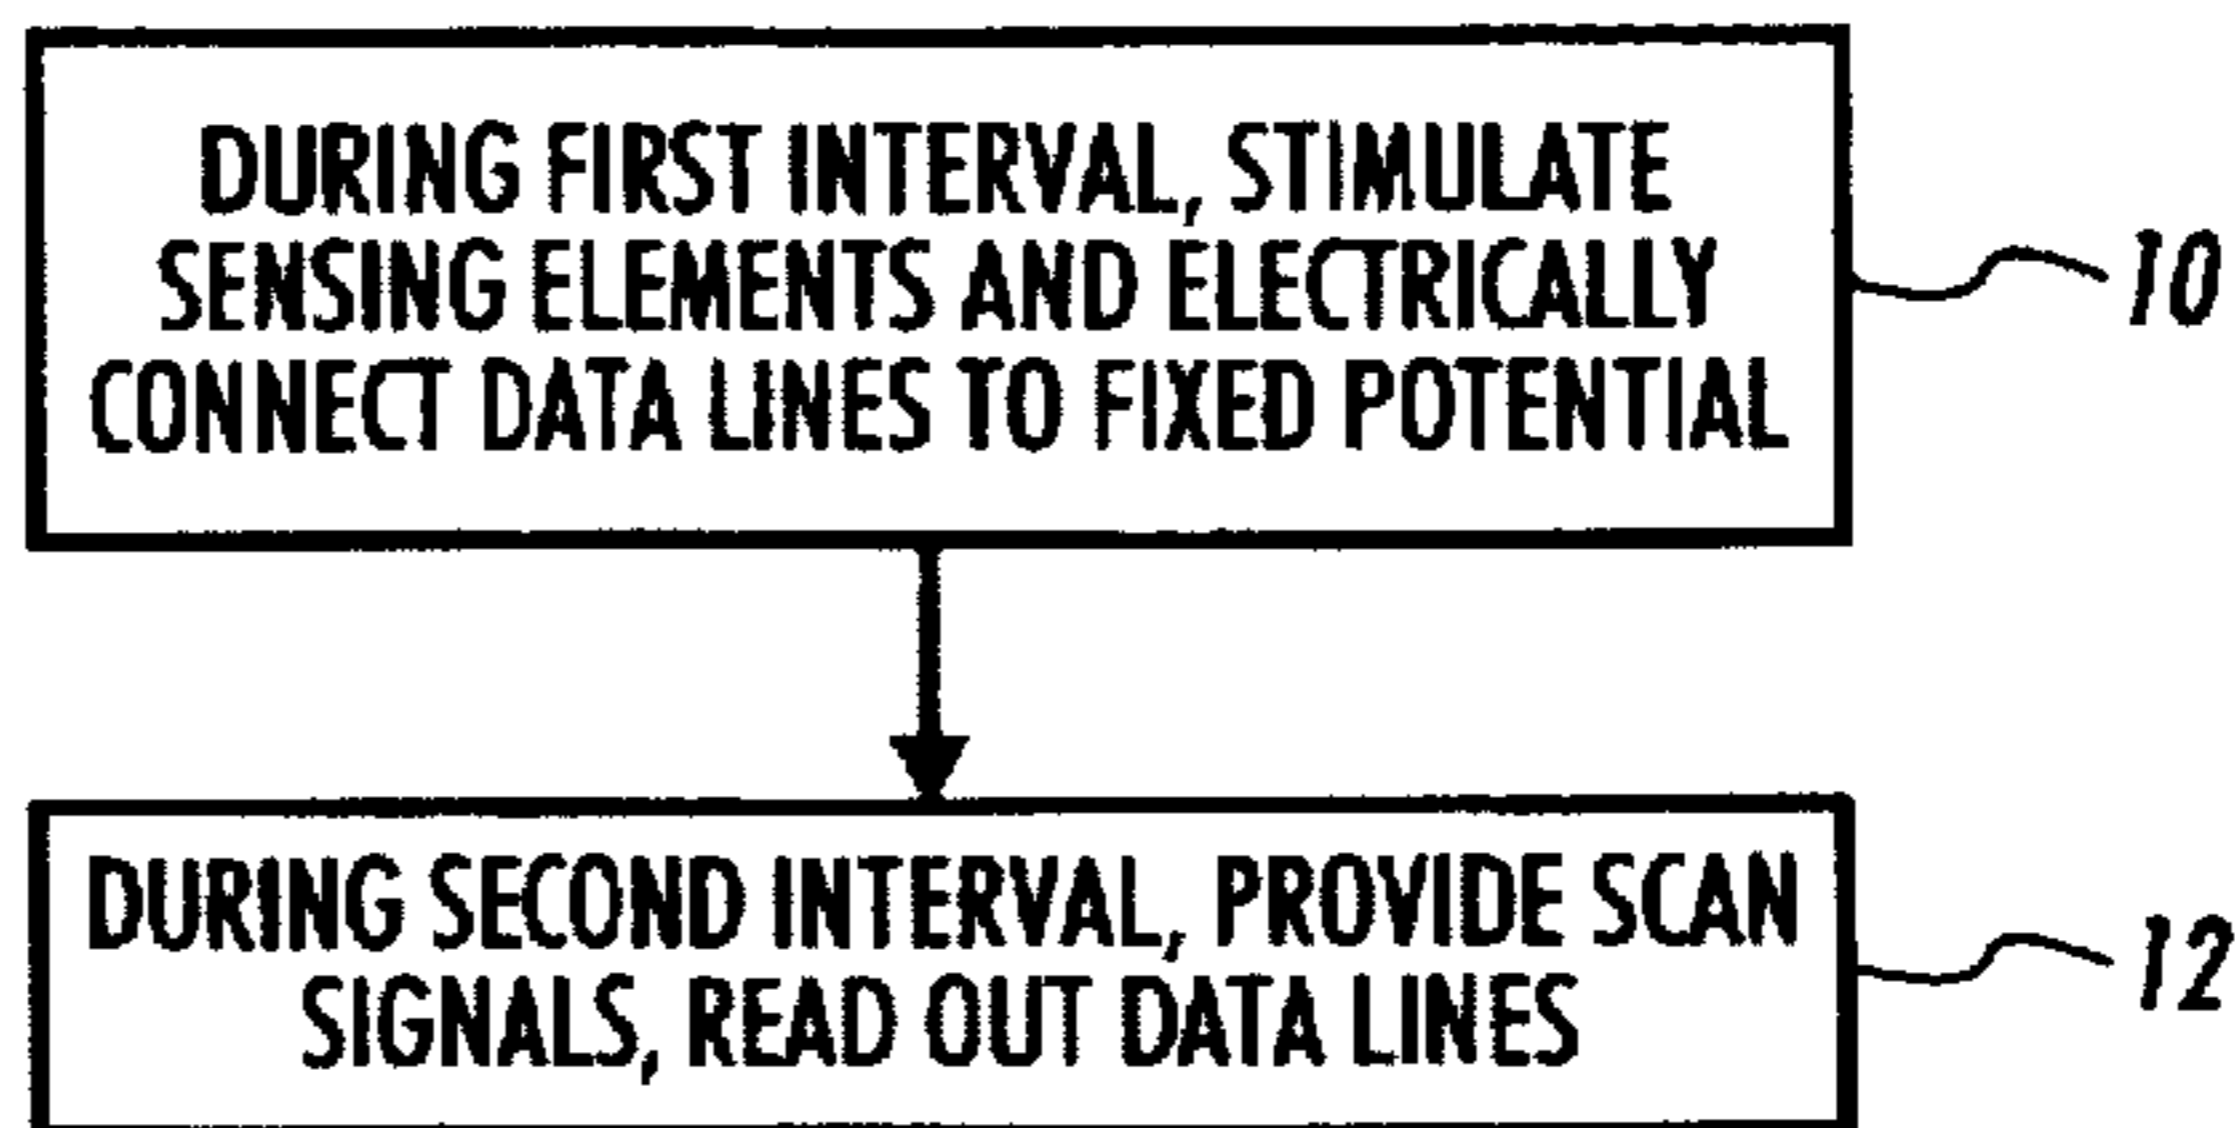 DURING FIRST INTERVAL, STIMULATE
SENSING ELEMENTS AND ELECTRICALLY
CONNECT DATA LINES TO FIXED POTENTIAL
10
DURING SECOND INTERVAL, PROVIDE SCAN
SIGNALS, READ OUT DATA LINES
12